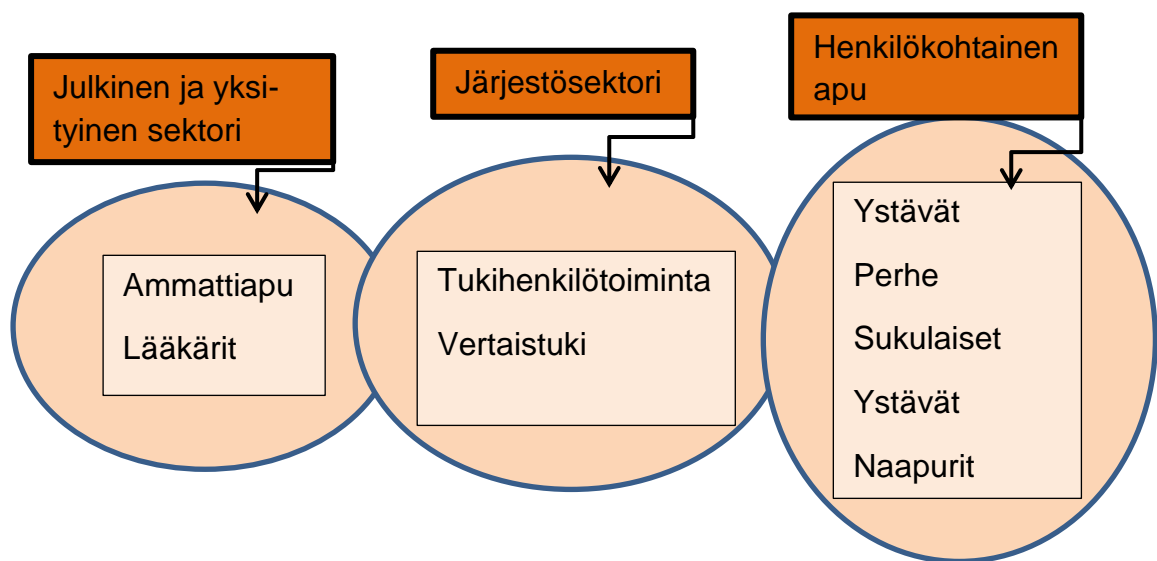 Julkinen ja yksi-
tyinen sektori
Ammattiapu
Lääkärit
Järjestösektori
Tukihenkilötoiminta
Vertaistuki
Henkilökohtainen
apu
Ystävät
Perhe
Sukulaiset
Ystävät
Naapurit